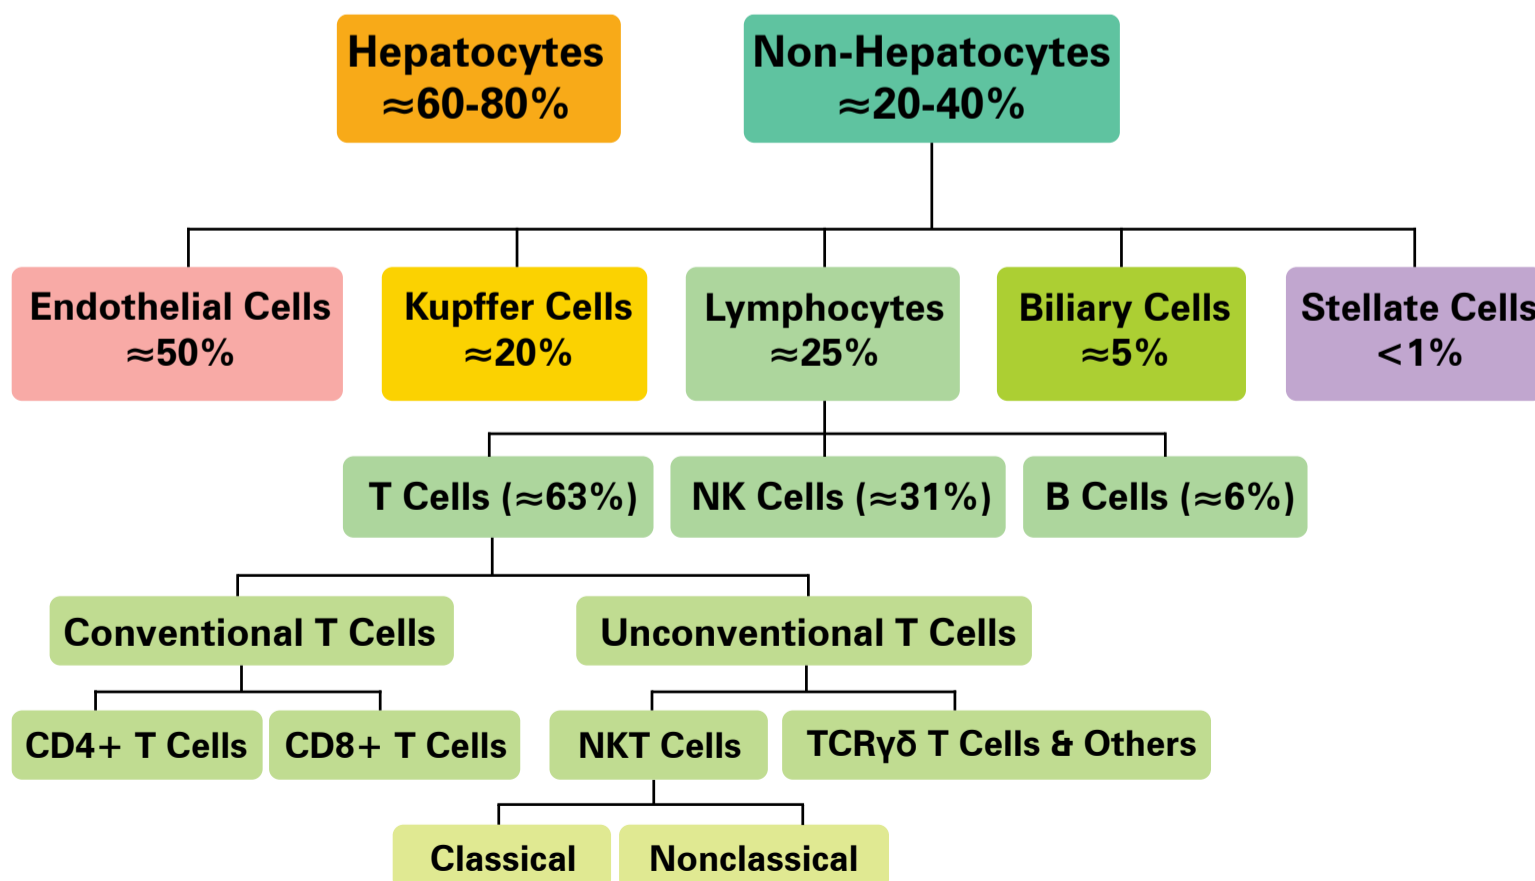 Hepatocytes
≈60-80%
Non-Hepatocytes
≈20-40%
Endothelial Cells
≈50%
Kupffer Cells
≈20%
Lymphocytes
≈25%
Biliary Cells
≈5%
Stellate Cells
<1%
T Cells (≈63%)
NK Cells (≈31%)
B Cells (≈6%)
Conventional T Cells
Unconventional T Cells
CD4+ T Cells
CD8+ T Cells
NKT Cells
TCRγδ T Cells & Others
Classical
Nonclassical